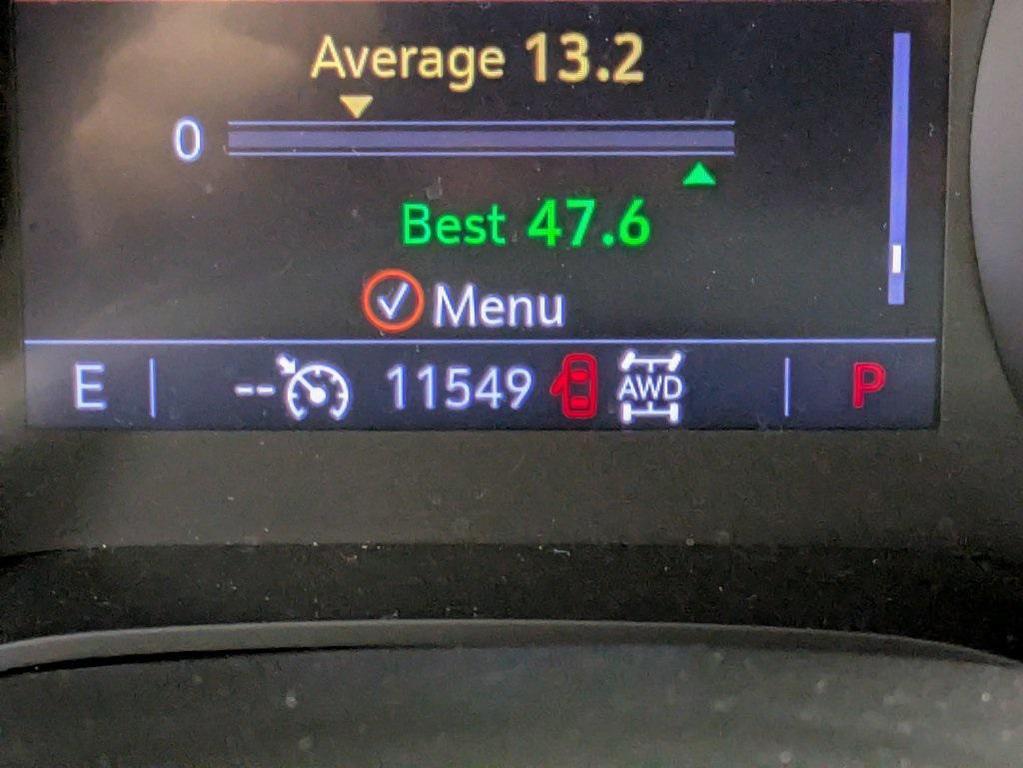 Average 13.2
0
Best 47.6
Menu
E -- 11549 AWD P